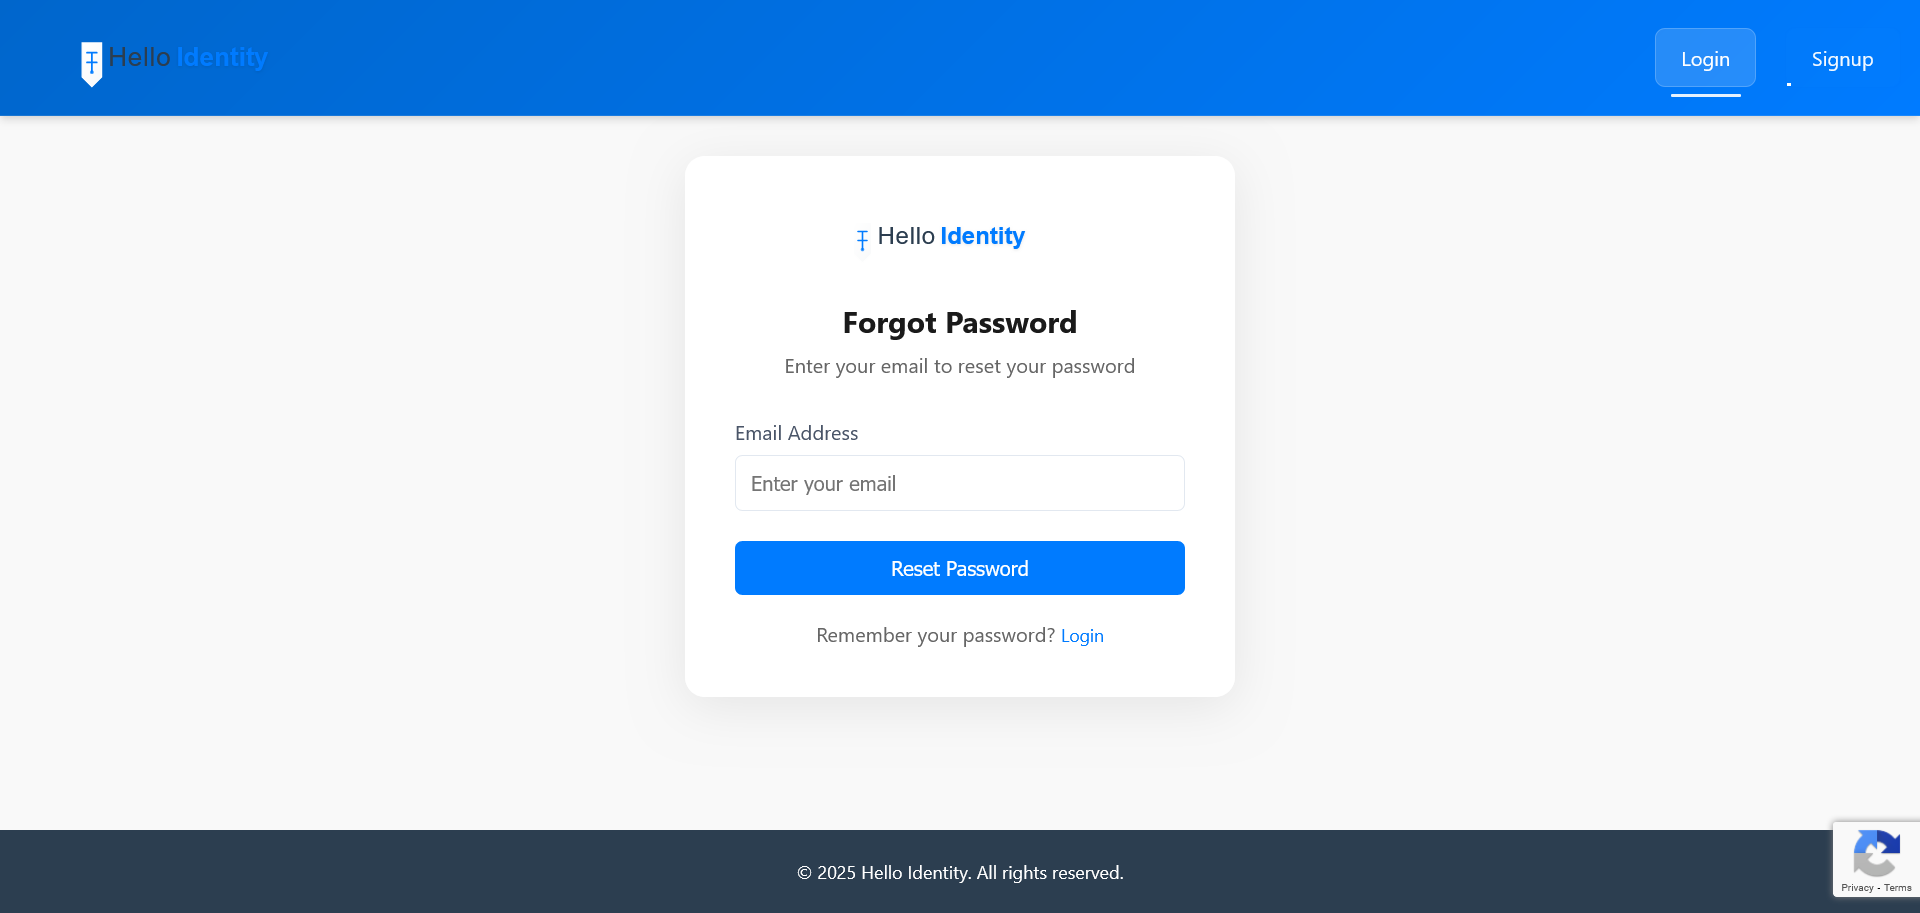 Hello Identity
Login
Signup
Hello Identity
Forgot Password
Enter your email to reset your password
Email Address
Enter your email
Reset Password
Remember your password? Login
© 2025 Hello Identity. All rights reserved.
Privacy - Terms